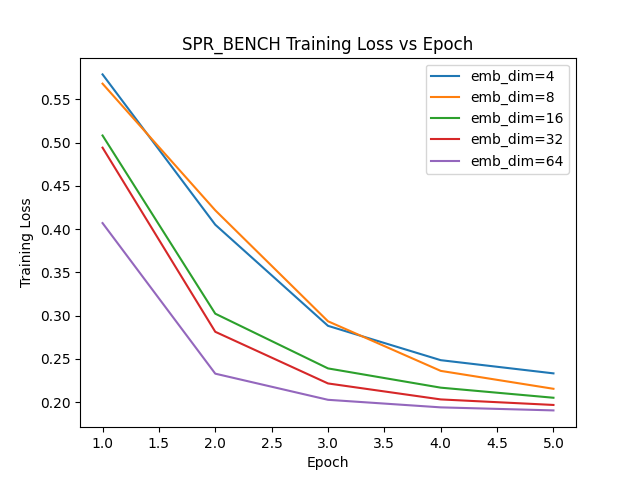 SPR_BENCH Training Loss vs Epoch
emb_dim=4
emb_dim=8
emb_dim=16
emb_dim=32
emb_dim=64
Training Loss
0.55
0.50
0.45
0.40
0.35
0.30
0.25
0.20
1.0 1.5 2.0 2.5 3.0 3.5 4.0 4.5 5.0
Epoch